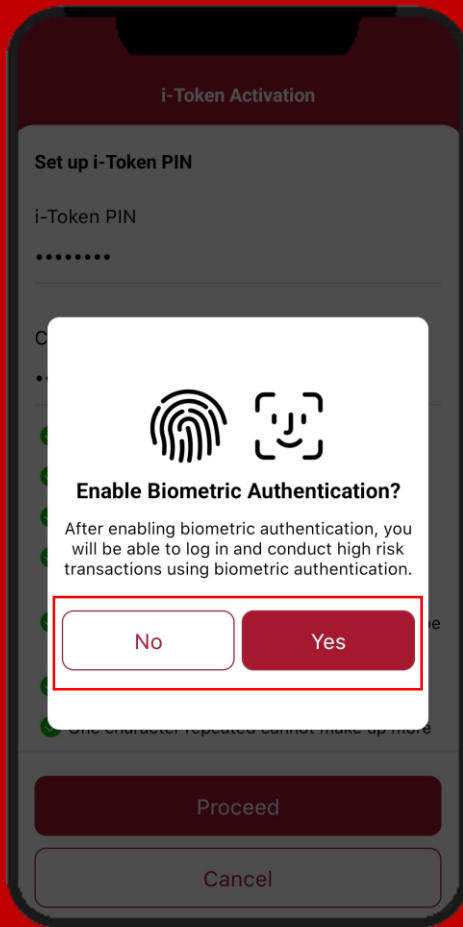 i-Token Activation
Set up i-Token PIN
i-Token PIN
••••••••
C
Enable Biometric Authentication?
After enabling biometric authentication, you
will be able to log in and conduct high risk
transactions using biometric authentication.
No
Yes
One character repeated cannot make up more
Proceed
Cancel